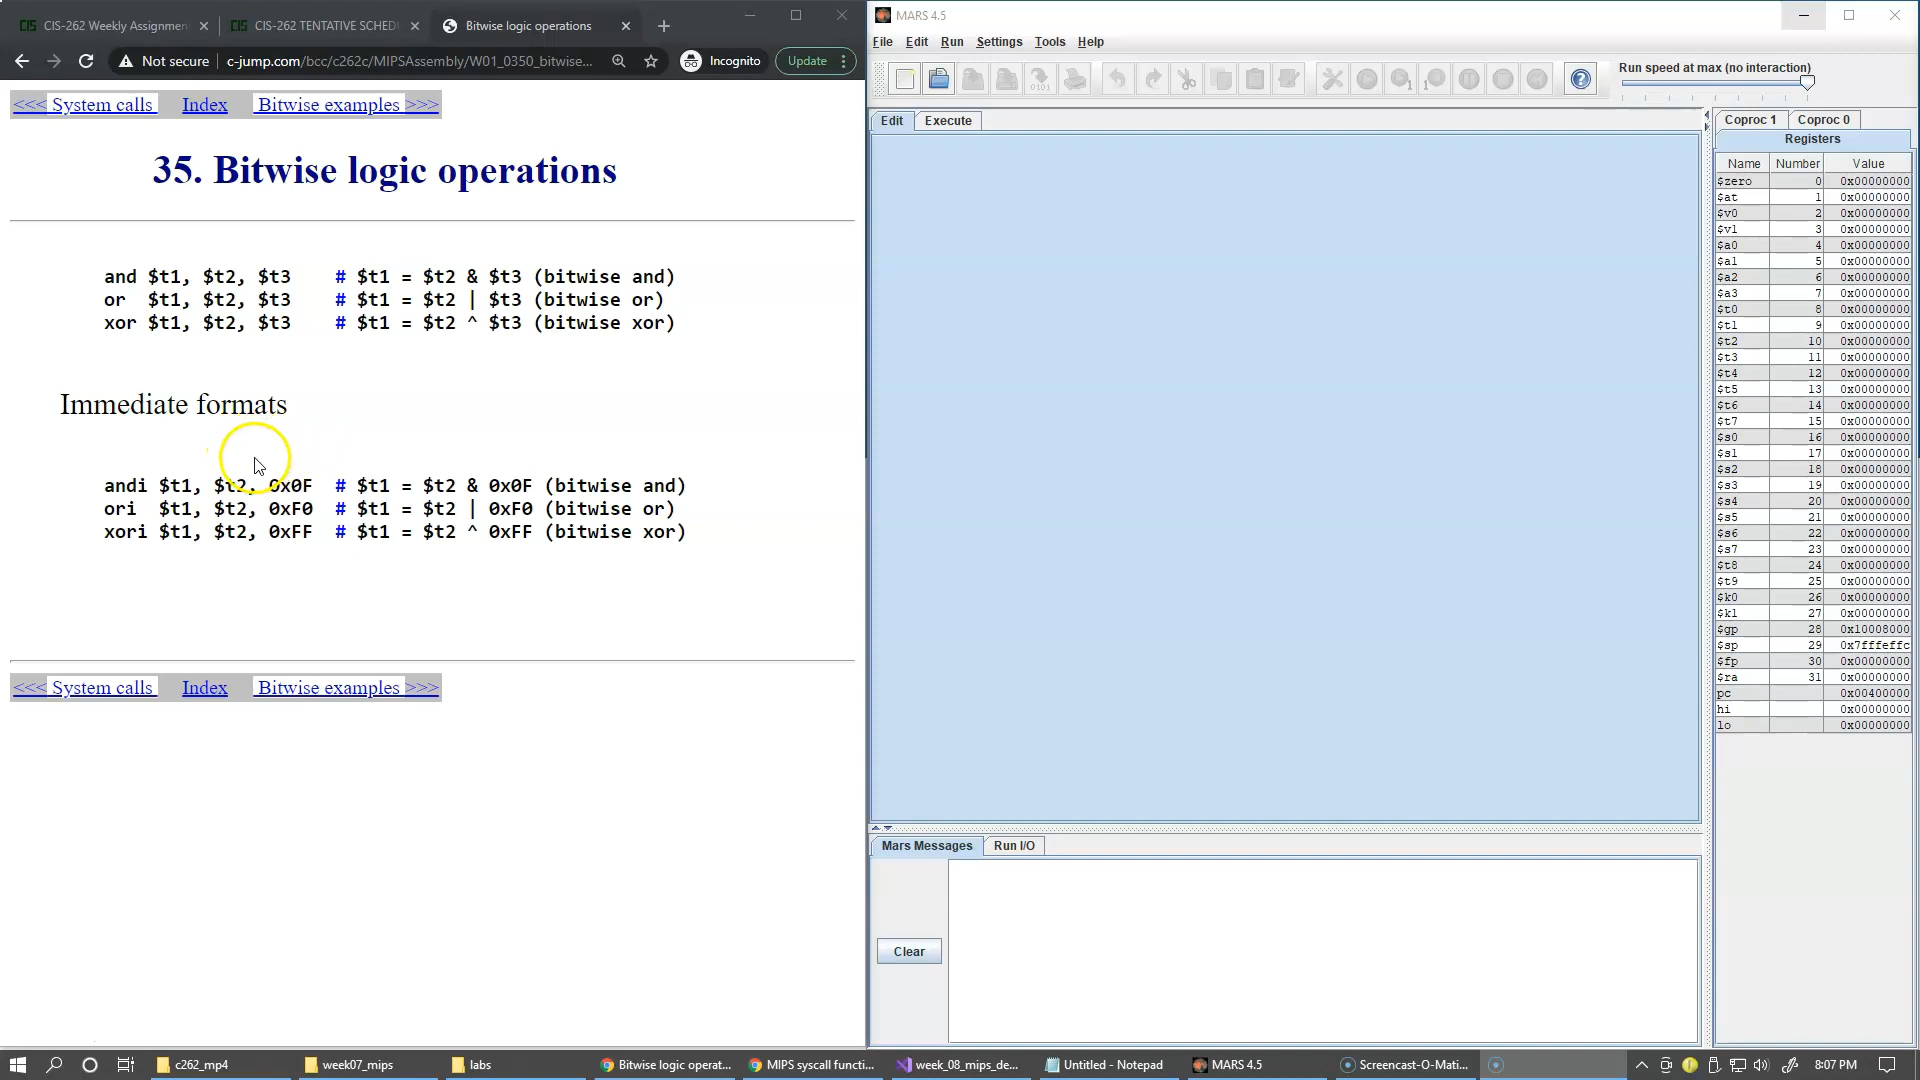 CIS-262 Weekly Assignmen
CIS-262 TENTATIVE SCHED
Bitwise logic operations
Not secure
c-jump.com/bcc/c262c/MIPSAssembly/W01_0350_bitwise...
Incognito
Update
<<< System calls Index Bitwise examples >>>
35. Bitwise logic operations
and $t1, $t2, $t3 # $t1 = $t2 & $t3 (bitwise and)
or $t1, $t2, $t3 # $t1 = $t2 | $t3 (bitwise or)
xor $t1, $t2, $t3 # $t1 = $t2 ^ $t3 (bitwise xor)
Immediate formats
andi $t1, $t2, 0x0F # $t1 = $t2 & 0x0F (bitwise and)
ori $t1, $t2, 0xF0 # $t1 = $t2 | 0xF0 (bitwise or)
xori $t1, $t2, 0xFF # $t1 = $t2 ^ 0xFF (bitwise xor)
<<< System calls Index Bitwise examples >>>
MARS 4.5
File Edit Run Settings Tools Help
Run speed at max (no interaction)
Edit Execute
Mars Messages Run I/O
Clear
Coproc 1 Coproc 0
Registers
Name Number Value
$zero 0 0x00000000
$at 1 0x00000000
$v0 2 0x00000000
$v1 3 0x00000000
$a0 4 0x00000000
$a1 5 0x00000000
$a2 6 0x00000000
$a3 7 0x00000000
$t0 8 0x00000000
$t1 9 0x00000000
$t2 10 0x00000000
$t3 11 0x00000000
$t4 12 0x00000000
$t5 13 0x00000000
$t6 14 0x00000000
$t7 15 0x00000000
$s0 16 0x00000000
$s1 17 0x00000000
$s2 18 0x00000000
$s3 19 0x00000000
$s4 20 0x00000000
$s5 21 0x00000000
$s6 22 0x00000000
$s7 23 0x00000000
$t8 24 0x00000000
$t9 25 0x00000000
$k0 26 0x00000000
$k1 27 0x00000000
$gp 28 0x10008000
$sp 29 0x7fffeffc
$fp 30 0x00000000
$ra 31 0x00000000
pc 0x00400000
hi 0x00000000
lo 0x00000000
c262_mp4 week07_mips labs Bitwise logic operat... MIPS syscall functi... week_08_mips_de... Untitled - Notepad MARS 4.5 Screencast-O-Mati... 8:07 PM